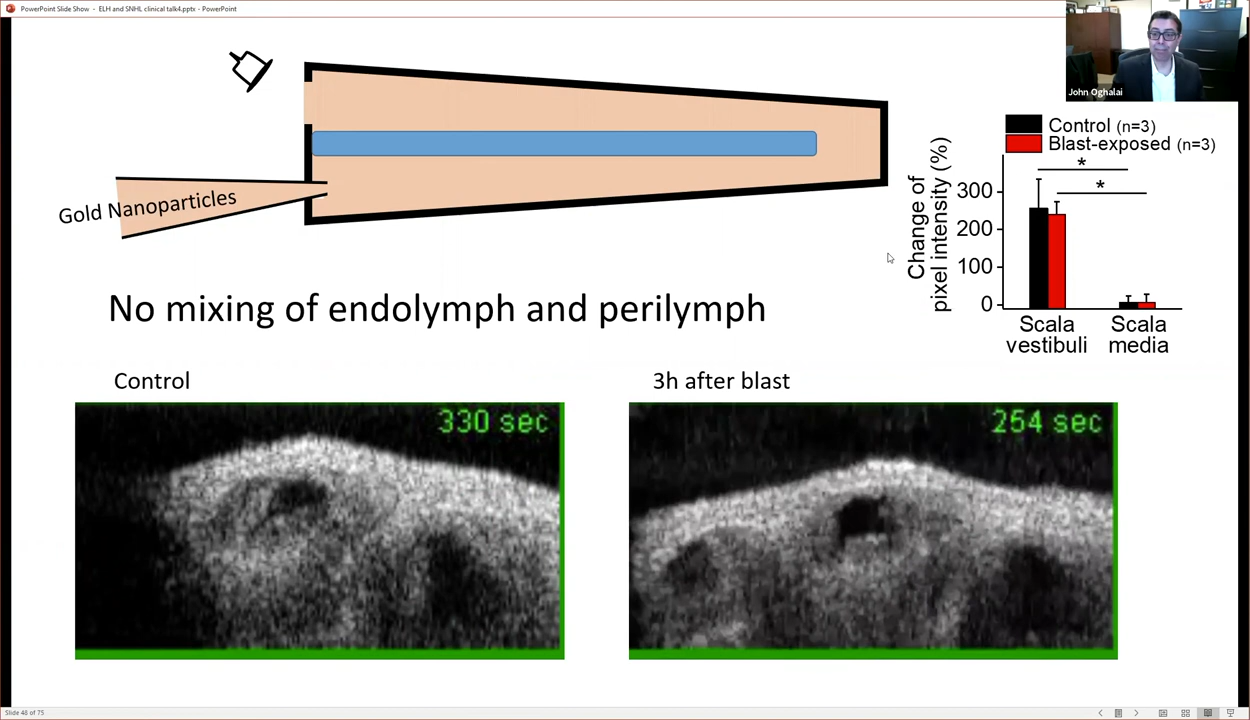 PowerPoint Slide Show - ELH and SNHL clinical talk4.pptx - PowerPoint
John Oghalai
Gold Nanoparticles
Control (n=3)
Blast-exposed (n=3)
*
*
Change of
pixel intensity (%)
300
200
100
0
Scala
vestibuli
Scala
media
No mixing of endolymph and perilymph
Control
3h after blast
330 sec
254 sec
Slide 48 of 75